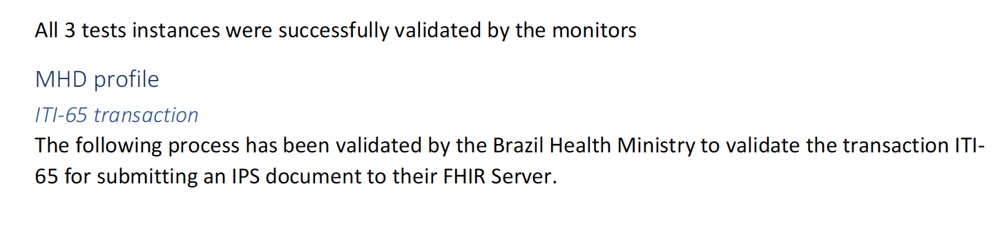 All 3 tests instances were successfully validated by the monitors
MHD profile
ITI-65 transaction
The following process has been validated by the Brazil Health Ministry to validate the transaction ITI-
65 for submitting an IPS document to their FHIR Server.